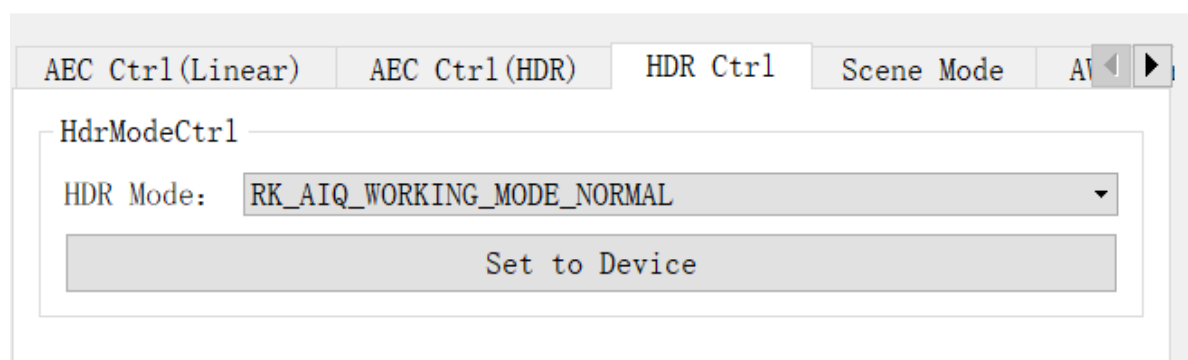 AEC Ctrl(Linear) AEC Ctrl(HDR) HDR Ctrl Scene Mode
HdrModeCtrl
HDR Mode: RK_AIQ_WORKING_MODE_NORMAL
Set to Device